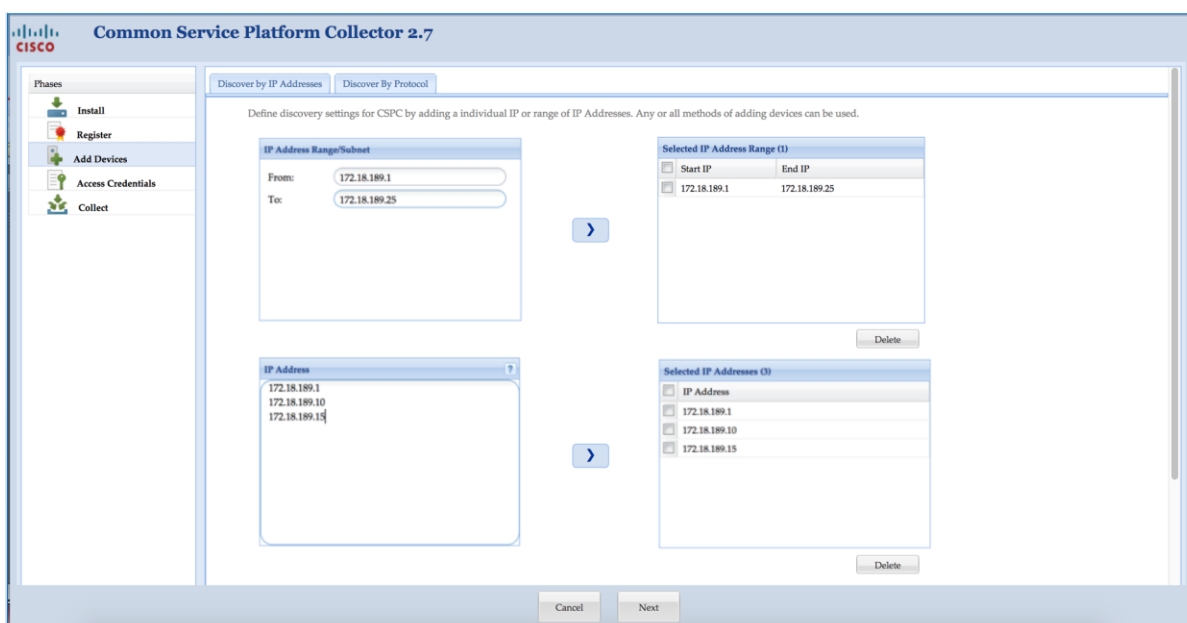 CISCO
Common Service Platform Collector 2.7
Phases
Install
Register
Add Devices
Access Credentials
Collect
Discover by IP Addresses
Discover By Protocol
Define discovery settings for CSPC by adding a individual IP or range of IP Addresses. Any or all methods of adding devices can be used.
IP Address Range/Subnet
From: 172.18.189.1
To: 172.18.189.25
❯
Selected IP Address Range (1)
Start IP End IP
172.18.189.1 172.18.189.25
Delete
IP Address ?
172.18.189.1
172.18.189.10
172.18.189.15
❯
Selected IP Addresses (3)
IP Address
172.18.189.1
172.18.189.10
172.18.189.15
Delete
Cancel
Next